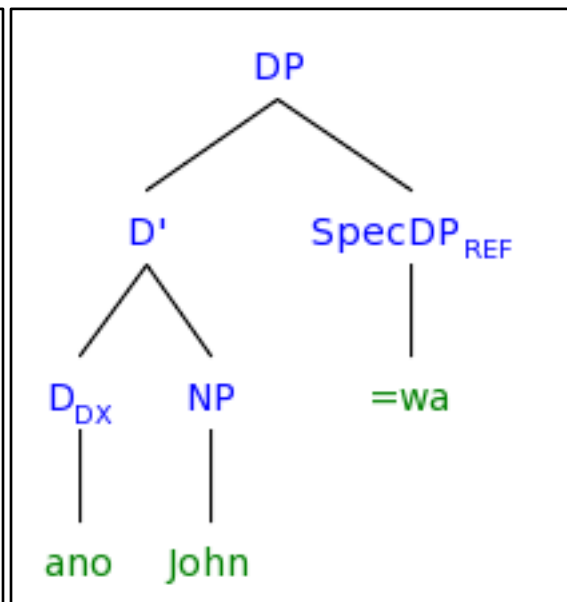 DP
D' SpecDP_REF
D_DX NP =wa
ano John